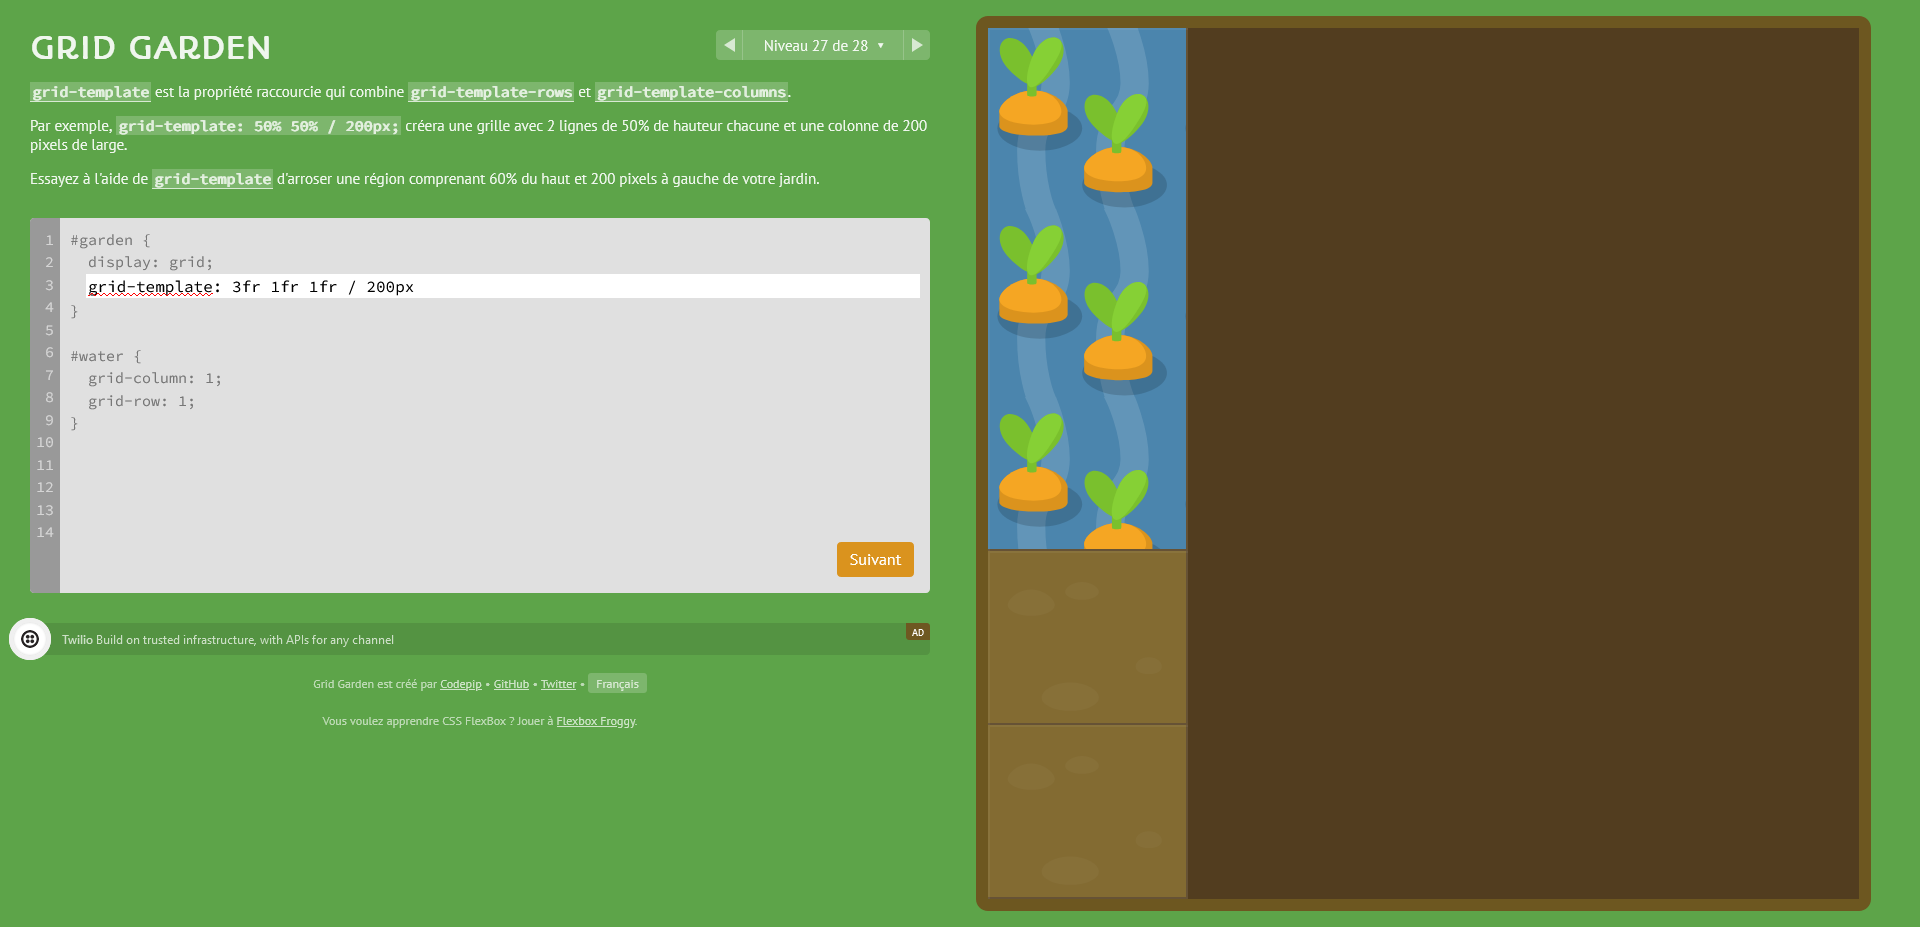 GRID GARDEN
Niveau 27 de 28 ▾
grid-template est la propriété raccourcie qui combine grid-template-rows et grid-template-columns.
Par exemple, grid-template: 50% 50% / 200px; créera une grille avec 2 lignes de 50% de hauteur chacune et une colonne de 200
pixels de large.
Essayez à l'aide de grid-template d'arroser une région comprenant 60% du haut et 200 pixels à gauche de votre jardin.
1 #garden {
2 display: grid;
3 grid-template: 3fr 1fr 1fr / 200px
4 }
5
6 #water {
7 grid-column: 1;
8 grid-row: 1;
9 }
10
11
12
13
14
Suivant
Twilio Build on trusted infrastructure, with APIs for any channel
AD
Grid Garden est créé par Codepip • GitHub • Twitter • Français
Vous voulez apprendre CSS FlexBox ? Jouer à Flexbox Froggy.